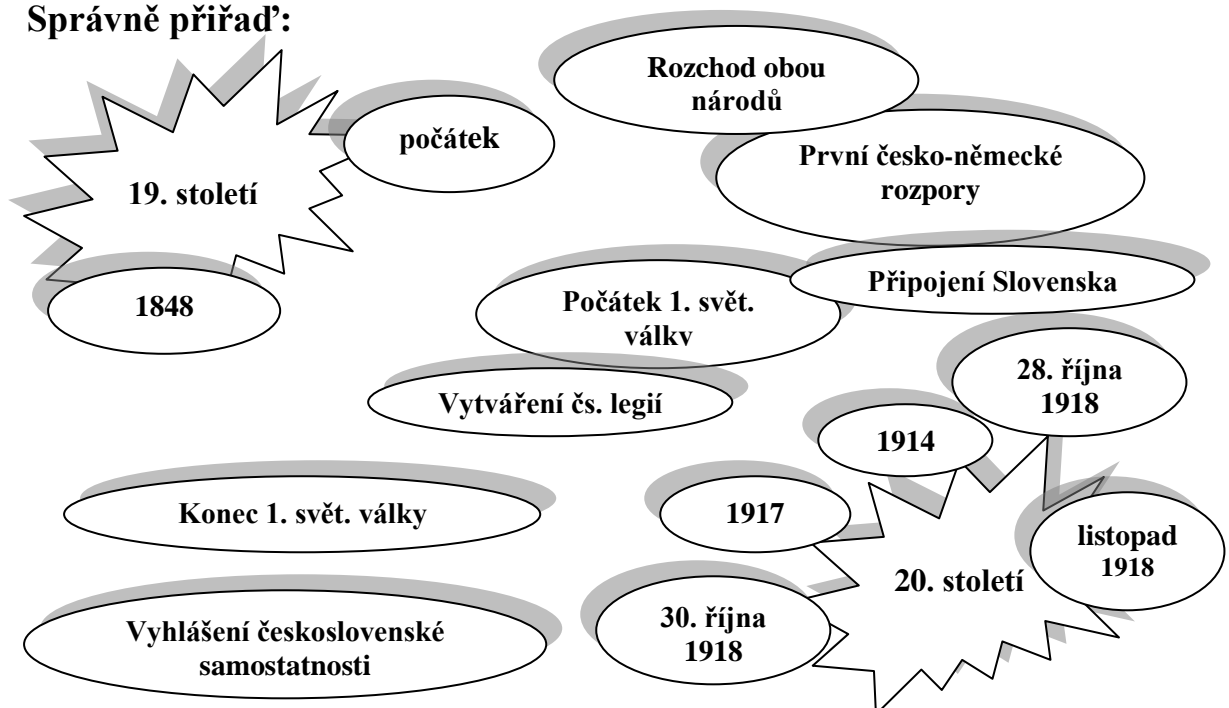 Správně přiřaď:
Rozchod obou
národů
počátek
První česko-německé
rozpory
19. století
Připojení Slovenska
1848
Počátek 1. svět.
válkv
28. října
1918
Vytváření čs. legií
1914
Konec 1. svět. války
1917
listopad
1918
20. století
30. října
1918
Vyhlášení československé
samostatnosti